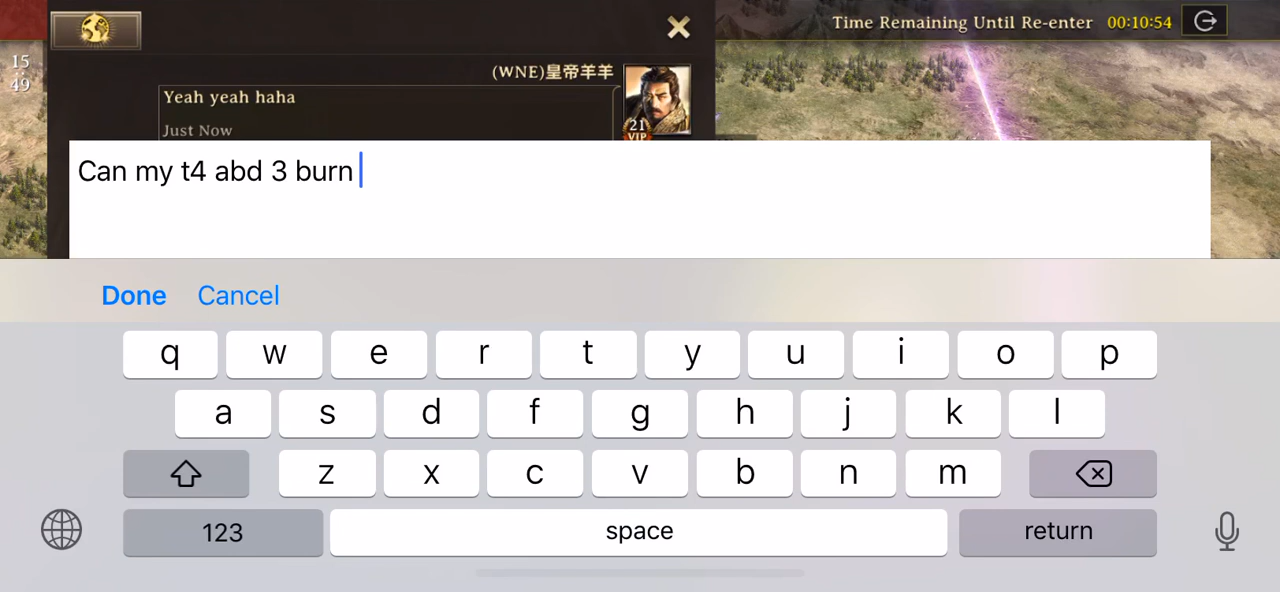 Time Remaining Until Re-enter 00:10:54
15
49
(WNE)皇帝羊羊
Yeah yeah haha
Just Now
21
VIP
Can my t4 abd 3 burn
Done Cancel
q w e r t y u i o p
a s d f g h j k l
z x c v b n m
123 space return